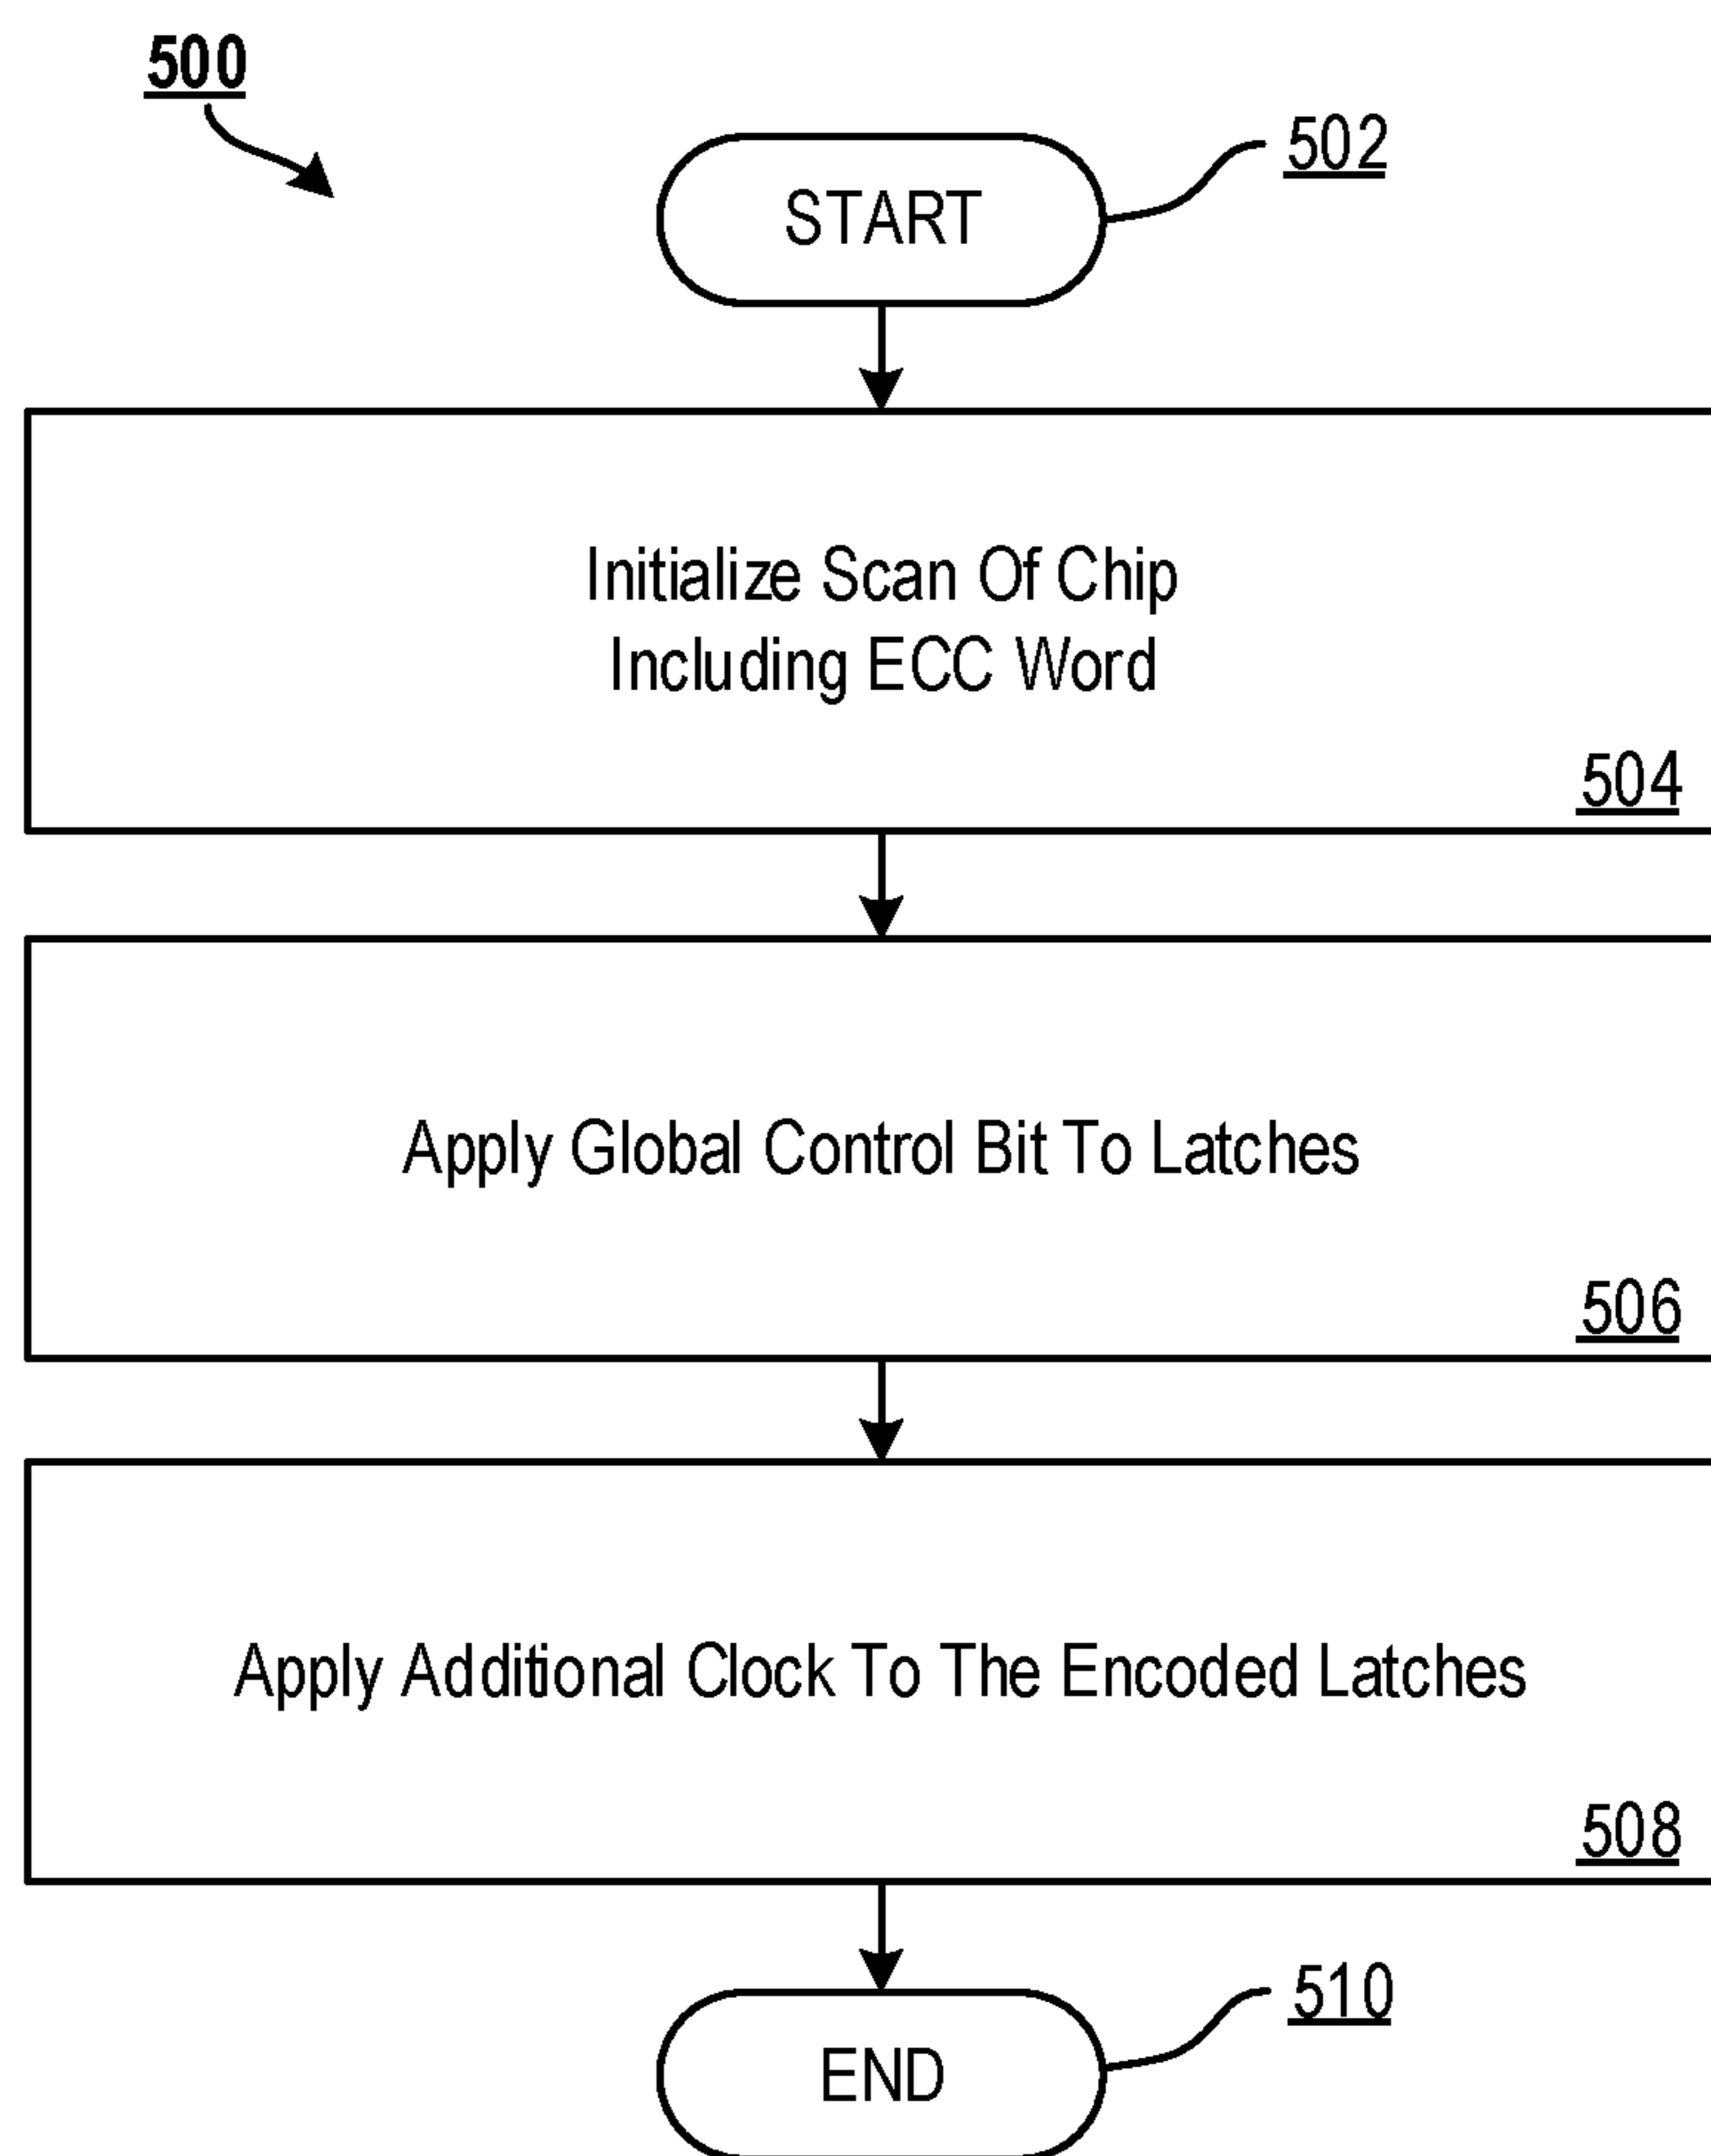 500
502
START
Initialize Scan Of Chip
Including ECC Word
504
Apply Global Control Bit To Latches
506
Apply Additional Clock To The Encoded Latches
508
510
END